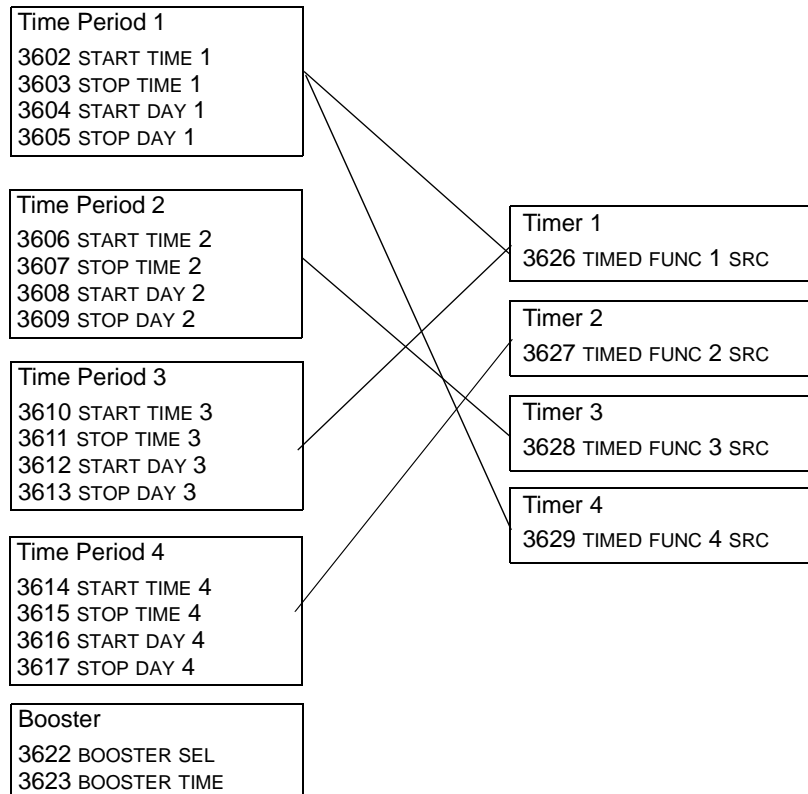 Time Period 1
3602 START TIME 1
3603 STOP TIME 1
3604 START DAY 1
3605 STOP DAY 1
Time Period 2
3606 START TIME 2
3607 STOP TIME 2
3608 START DAY 2
3609 STOP DAY 2
Time Period 3
3610 START TIME 3
3611 STOP TIME 3
3612 START DAY 3
3613 STOP DAY 3
Time Period 4
3614 START TIME 4
3615 STOP TIME 4
3616 START DAY 4
3617 STOP DAY 4
Booster
3622 BOOSTER SEL
3623 BOOSTER TIME
Timer 1
3626 TIMED FUNC 1 SRC
Timer 2
3627 TIMED FUNC 2 SRC
Timer 3
3628 TIMED FUNC 3 SRC
Timer 4
3629 TIMED FUNC 4 SRC